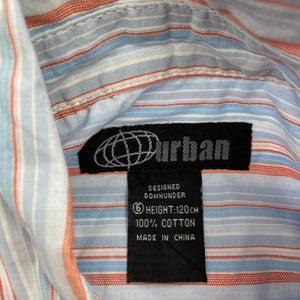 urban
DESIGNED
DOWNUNDER
6 HEIGHT:120CM
100% COTTON
MADE IN CHINA